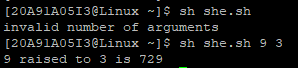 [20A91A05I3@Linux ~]$ sh she.sh
invalid number of arguments
[20A91A05I3@Linux ~]$ sh she.sh 9 3
9 raised to 3 is 729